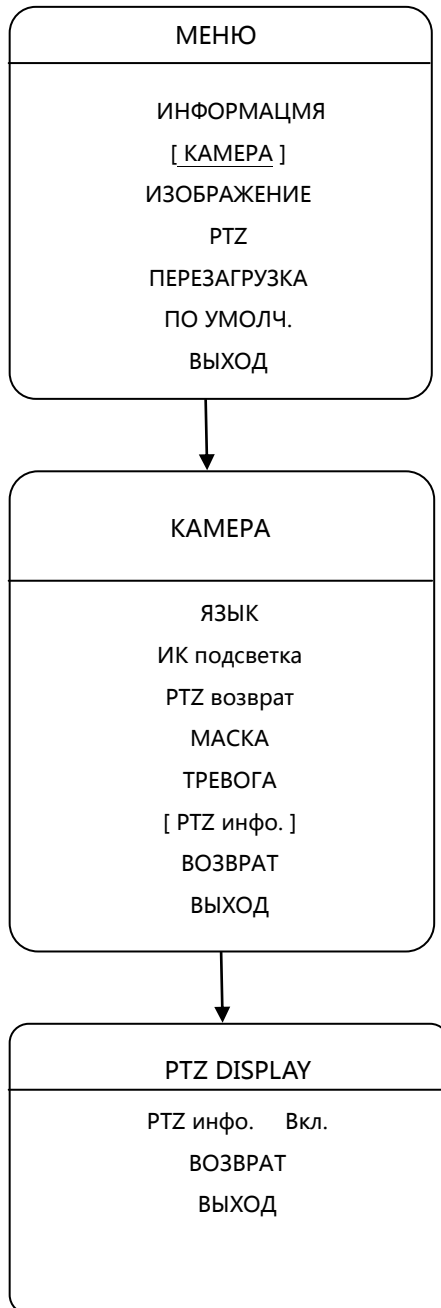 МЕНЮ
ИНФОРМАЦМЯ
[ КАМЕРА ]
ИЗОБРАЖЕНИЕ
PTZ
ПЕРЕЗАГРУЗКА
ПО УМОЛЧ.
ВЫХОД
КАМЕРА
ЯЗЫК
ИК подсветка
PTZ возврат
МАСКА
ТРЕВОГА
[ PTZ инфо. ]
ВОЗВРАТ
ВЫХОД
PTZ DISPLAY
PTZ инфо. Вкл.
ВОЗВРАТ
ВЫХОД